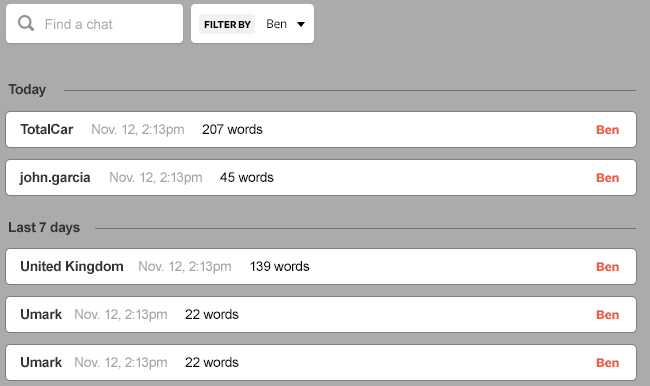 Find a chat FILTER BY Ben
Today
TotalCar Nov. 12, 2:13pm 207 words Ben
john.garcia Nov. 12, 2:13pm 45 words Ben
Last 7 days
United Kingdom Nov. 12, 2:13pm 139 words Ben
Umark Nov. 12, 2:13pm 22 words Ben
Umark Nov. 12, 2:13pm 22 words Ben